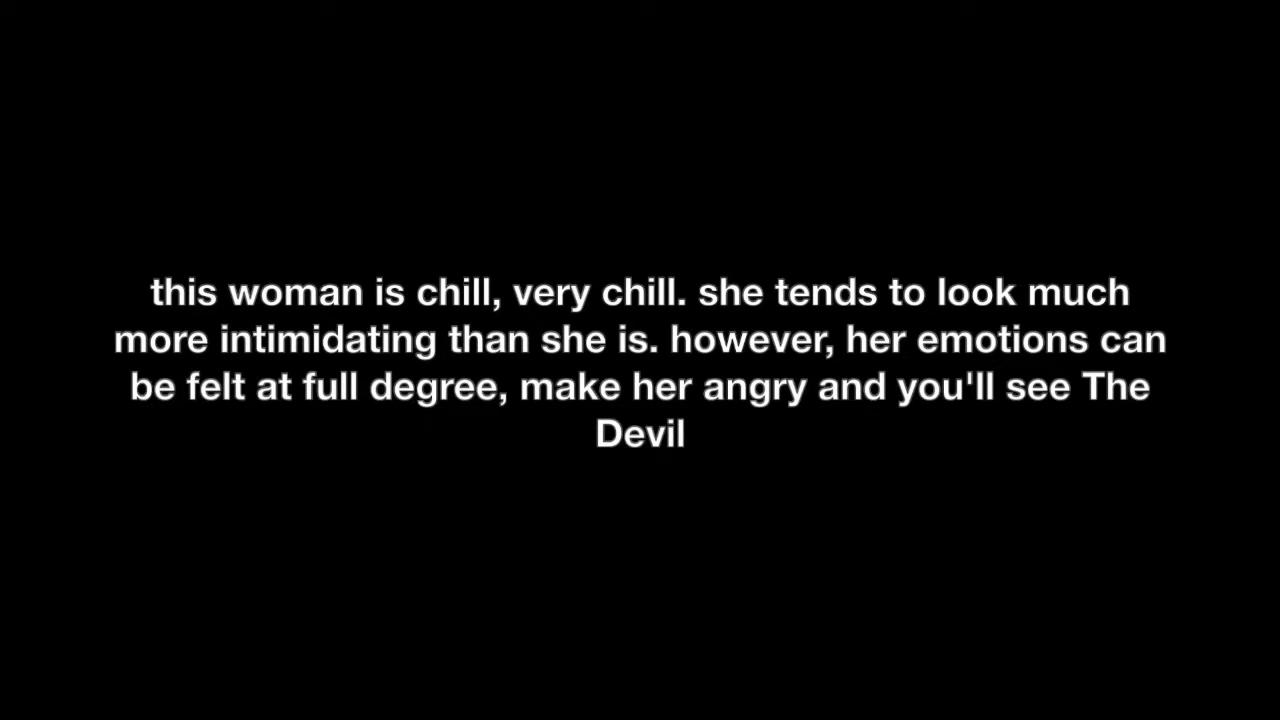 this woman is chill, very chill. she tends to look much
more intimidating than she is. however, her emotions can
be felt at full degree, make her angry and you'll see The
Devil